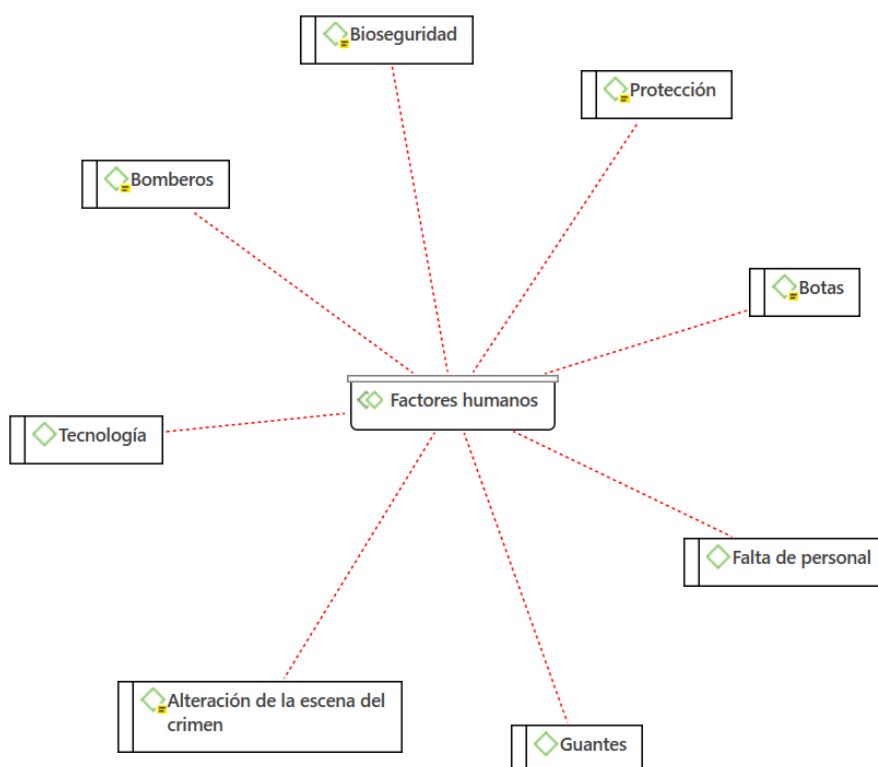 Bioseguridad
Protección
Bomberos
Botas
Factores humanos
Tecnología
Falta de personal
Alteración de la escena del
crimen
Guantes